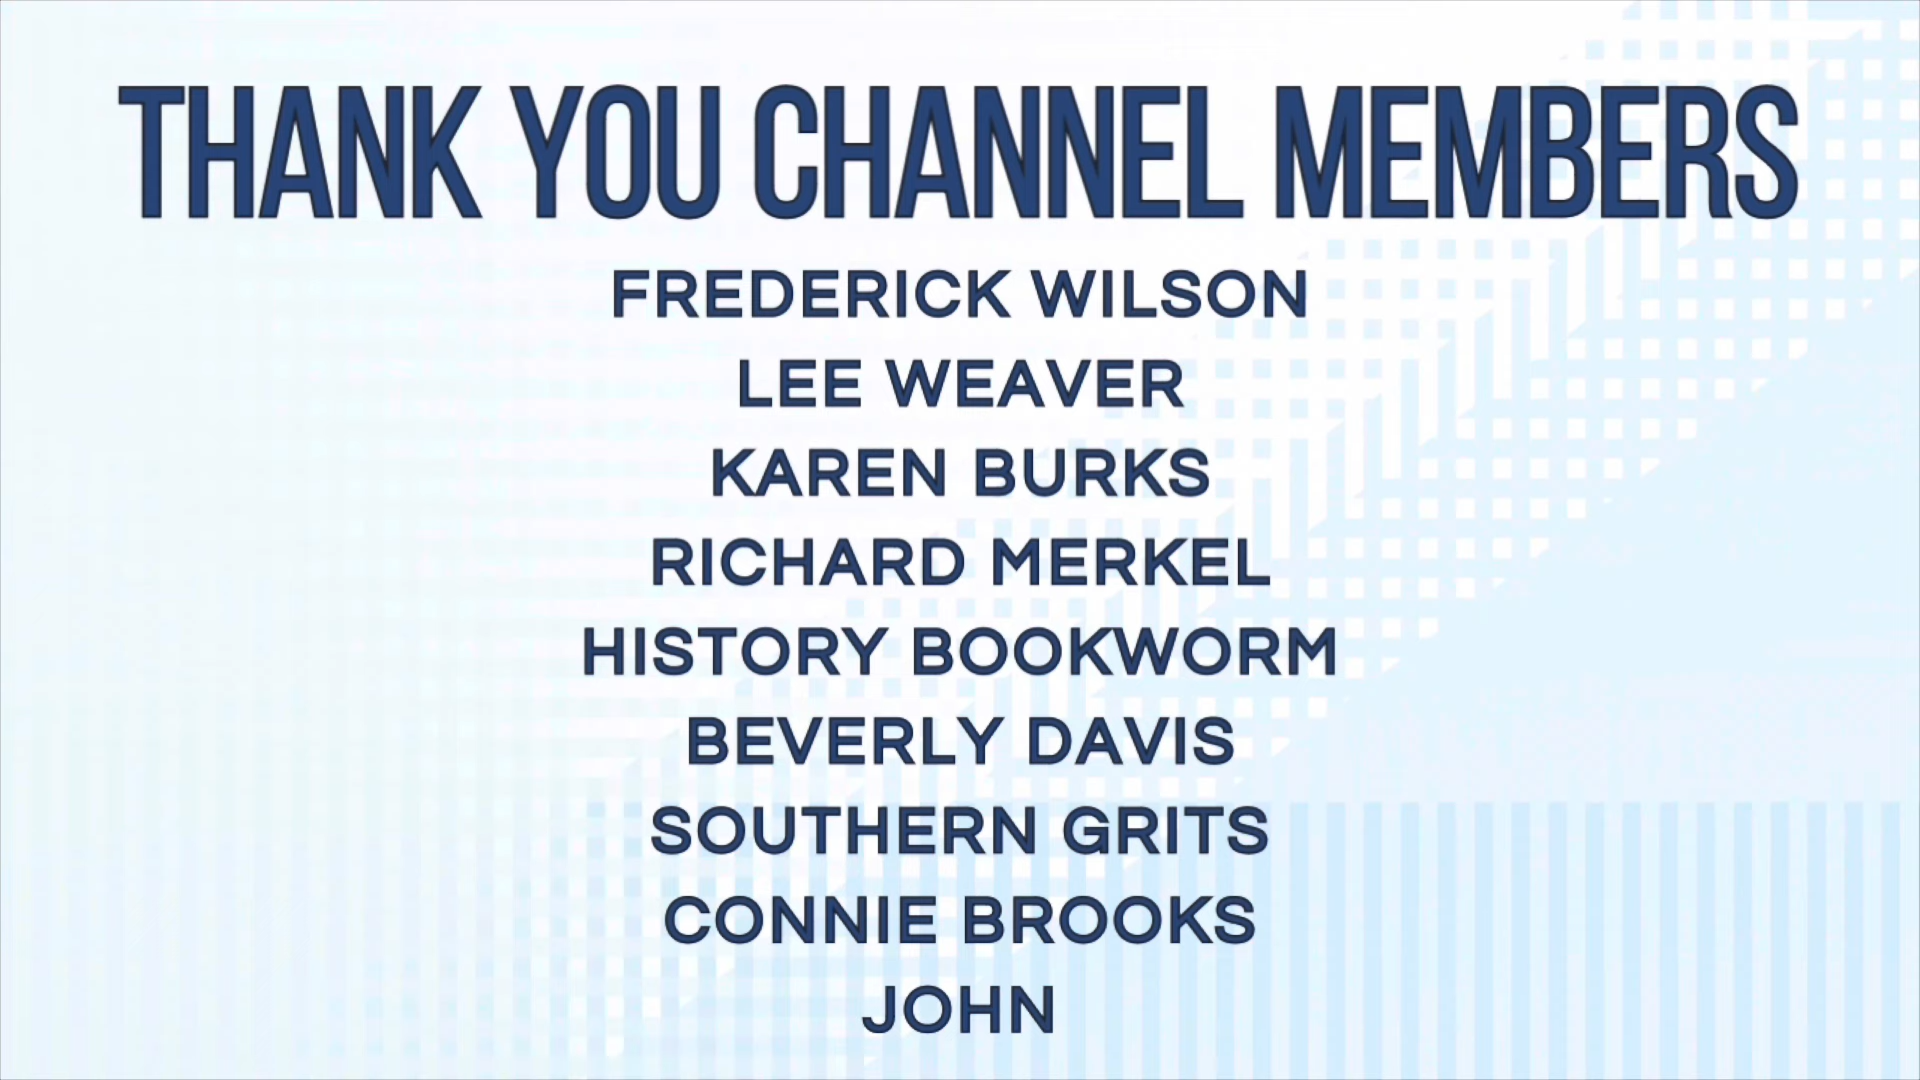 THANK YOU CHANNEL MEMBERS
FREDERICK WILSON
LEE WEAVER
KAREN BURKS
RICHARD MERKEL
HISTORY BOOKWORM
BEVERLY DAVIS
SOUTHERN GRITS
CONNIE BROOKS
JOHN